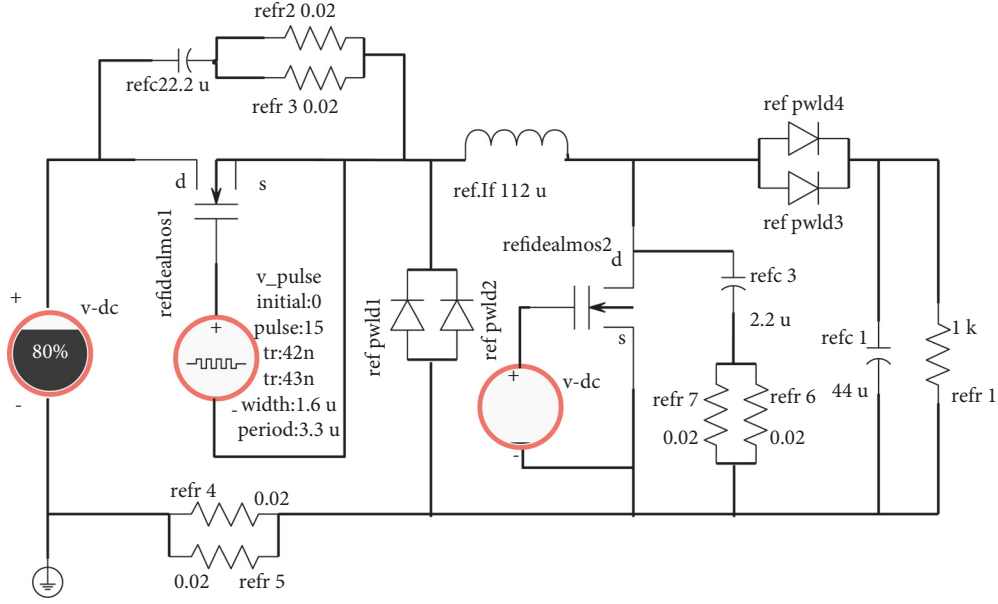 refr2 0.02
refc22.2 u
refr 3 0.02
ref pwld4
d
s
ref.If 112 u
ref pwld3
refidealmos1
refidealmos2
d
v_pulse
initial:0
pulse:15
tr:42n
tr:43n
width:1.6 u
period:3.3 u
refc 3
2.2 u
+
v-dc
80%
-
+
-
ref pwld1
ref pwld2
s
+
v-dc
-
refc 1
44 u
1 k
refr 1
refr 7
0.02
refr 6
0.02
refr 4
0.02
0.02
refr 5